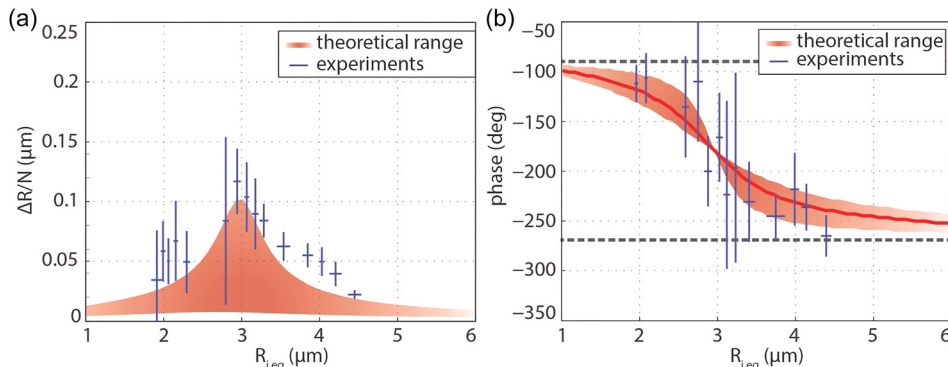 (a)
0.25
0.2
0.15
0.1
0.05
0
ΔR/N (µm)
theoretical range
experiments
1 2 3 4 5 6
R i,eq (µm)
(b)
−50
−100
−150
−200
−250
−300
−350
phase (deg)
theoretical range
experiments
1 2 3 4 5 6
R i,eq (µm)